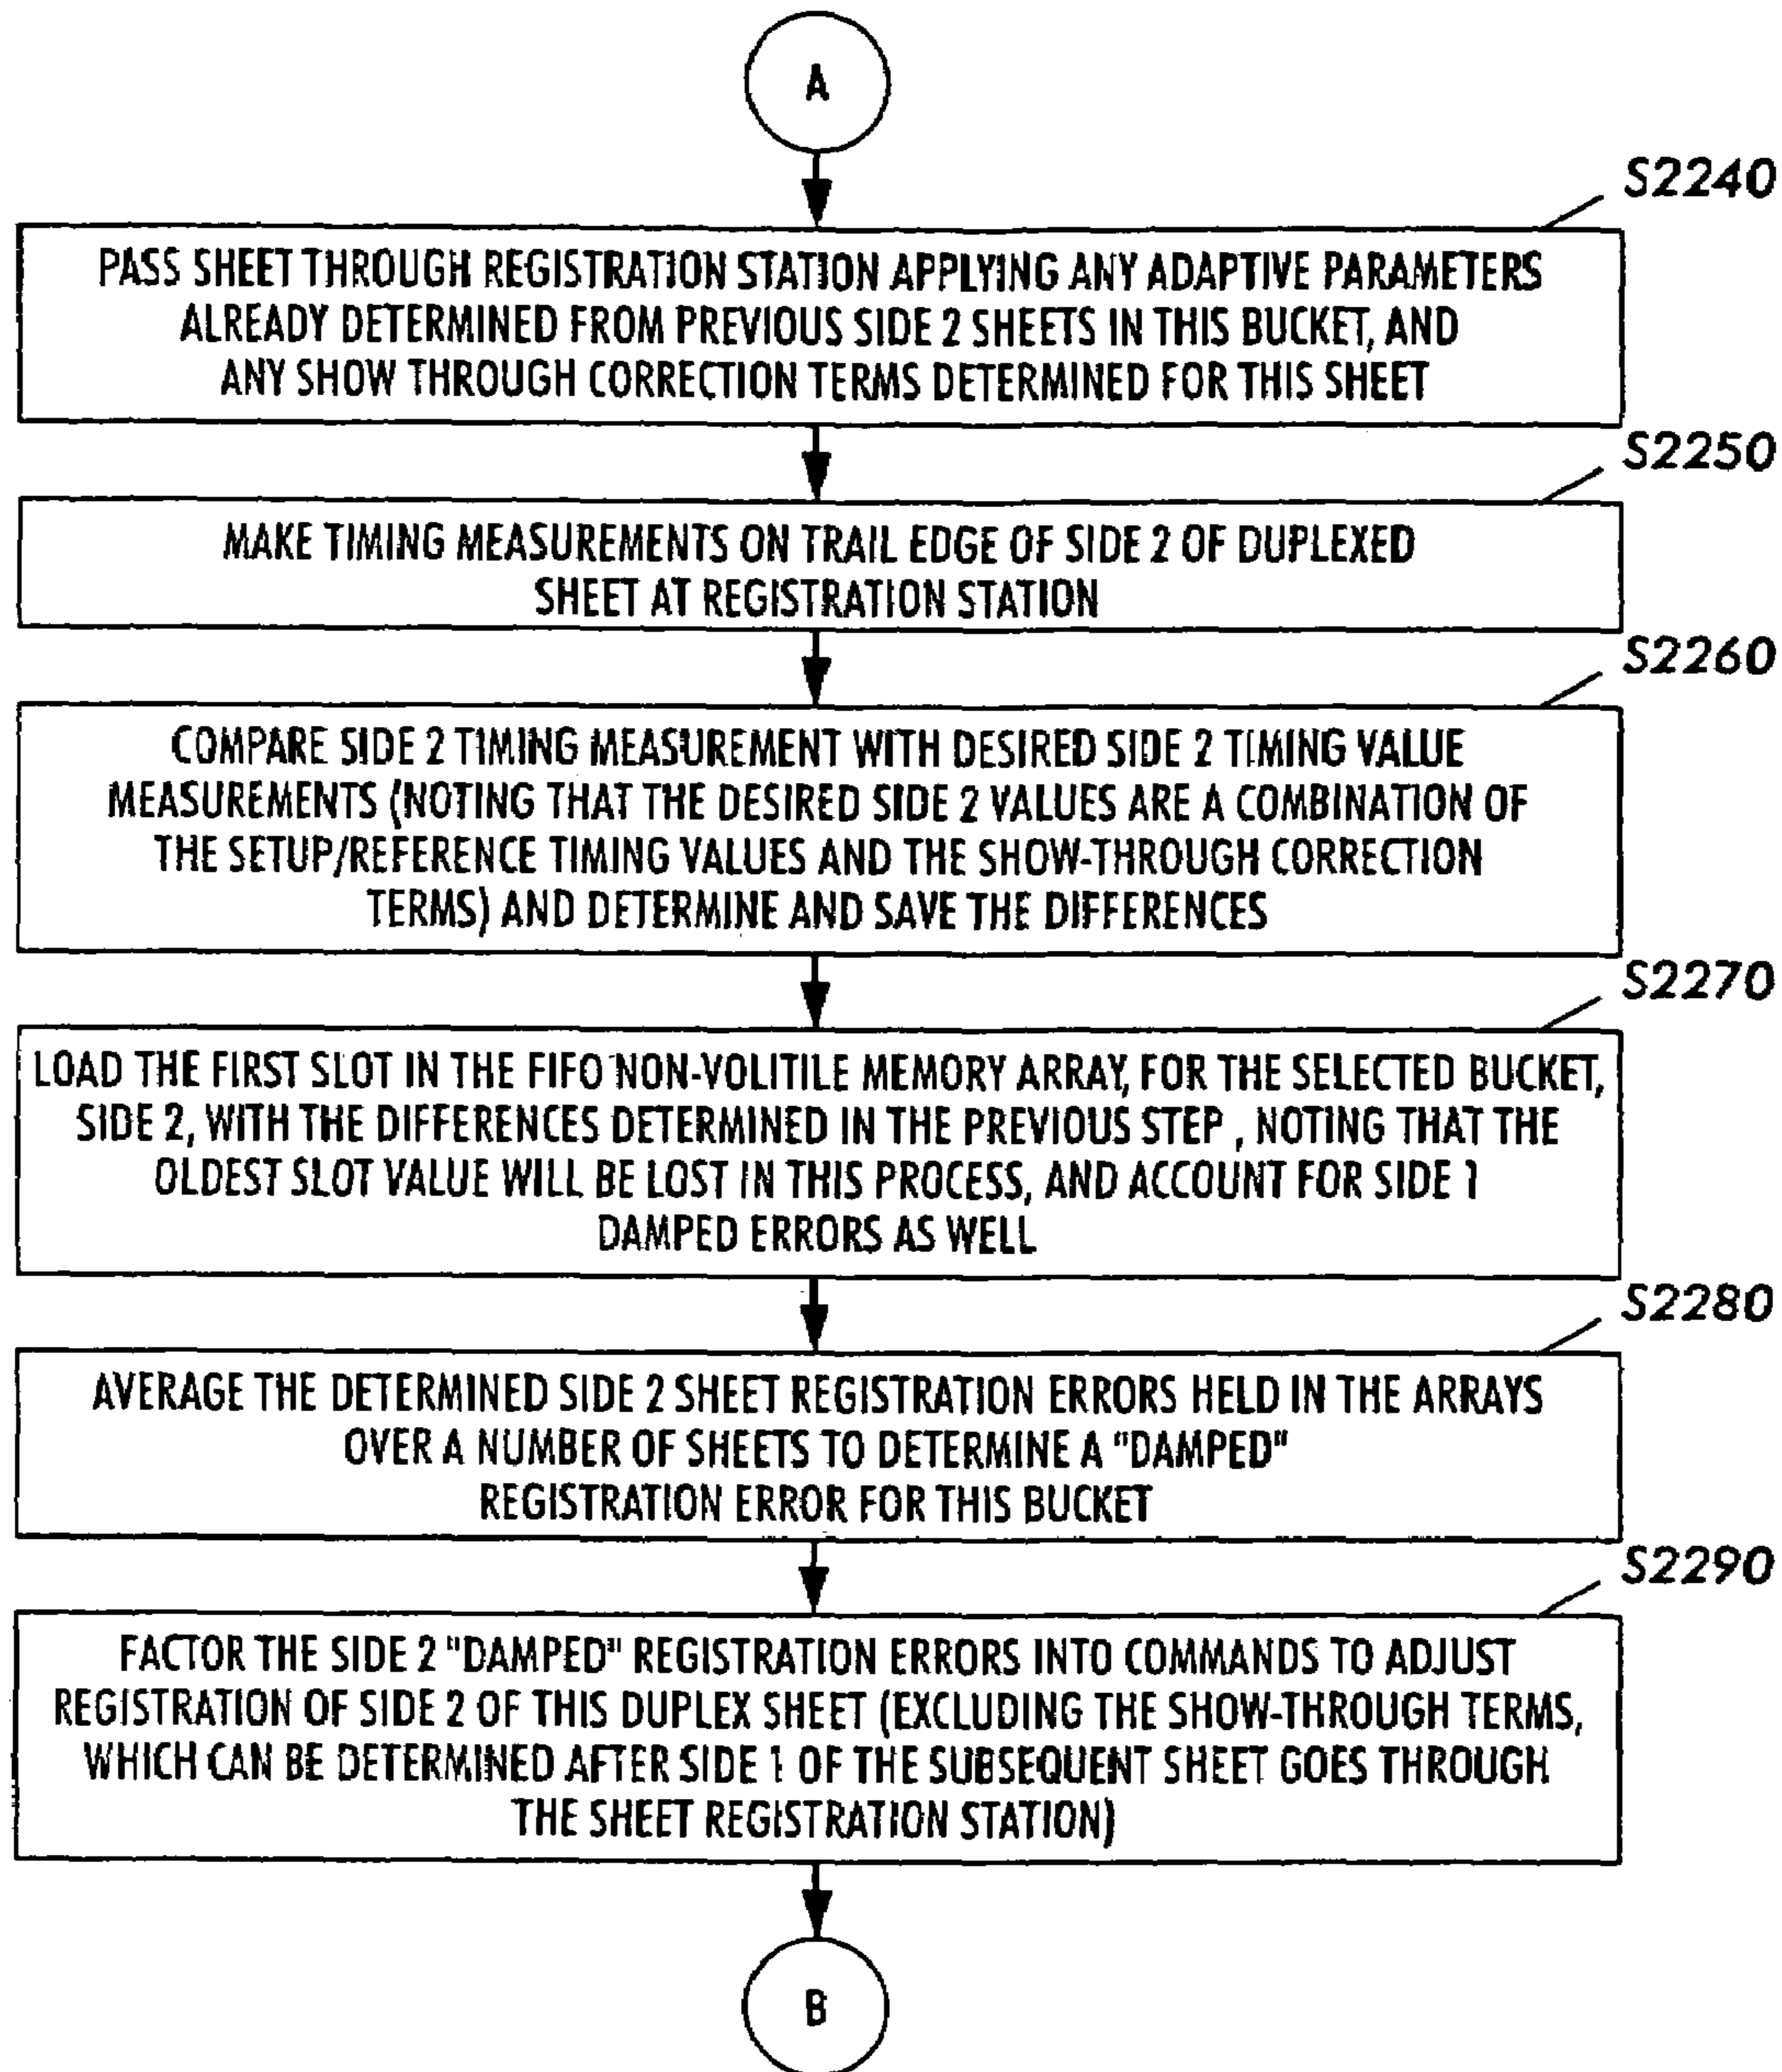 A
S2240
PASS SHEET THROUGH REGISTRATION STATION APPLYING ANY ADAPTIVE PARAMETERS
ALREADY DETERMINED FROM PREVIOUS SIDE 2 SHEETS IN THIS BUCKET, AND
ANY SHOW THROUGH CORRECTION TERMS DETERMINED FOR THIS SHEET
S2250
MAKE TIMING MEASUREMENTS ON TRAIL EDGE OF SIDE 2 OF DUPLEXED
SHEET AT REGISTRATION STATION
S2260
COMPARE SIDE 2 TIMING MEASUREMENT WITH DESIRED SIDE 2 TIMING VALUE
MEASUREMENTS (NOTING THAT THE DESIRED SIDE 2 VALUES ARE A COMBINATION OF
THE SETUP/REFERENCE TIMING VALUES AND THE SHOW-THROUGH CORRECTION
TERMS) AND DETERMINE AND SAVE THE DIFFERENCES
S2270
LOAD THE FIRST SLOT IN THE FIFO NON-VOLITILE MEMORY ARRAY, FOR THE SELECTED BUCKET,
SIDE 2, WITH THE DIFFERENCES DETERMINED IN THE PREVIOUS STEP , NOTING THAT THE
OLDEST SLOT VALUE WILL BE LOST IN THIS PROCESS, AND ACCOUNT FOR SIDE 1
DAMPED ERRORS AS WELL
S2280
AVERAGE THE DETERMINED SIDE 2 SHEET REGISTRATION ERRORS HELD IN THE ARRAYS
OVER A NUMBER OF SHEETS TO DETERMINE A "DAMPED"
REGISTRATION ERROR FOR THIS BUCKET
S2290
FACTOR THE SIDE 2 "DAMPED" REGISTRATION ERRORS INTO COMMANDS TO ADJUST
REGISTRATION OF SIDE 2 OF THIS DUPLEX SHEET (EXCLUDING THE SHOW-THROUGH TERMS,
WHICH CAN BE DETERMINED AFTER SIDE 1 OF THE SUBSEQUENT SHEET GOES THROUGH
THE SHEET REGISTRATION STATION)
B